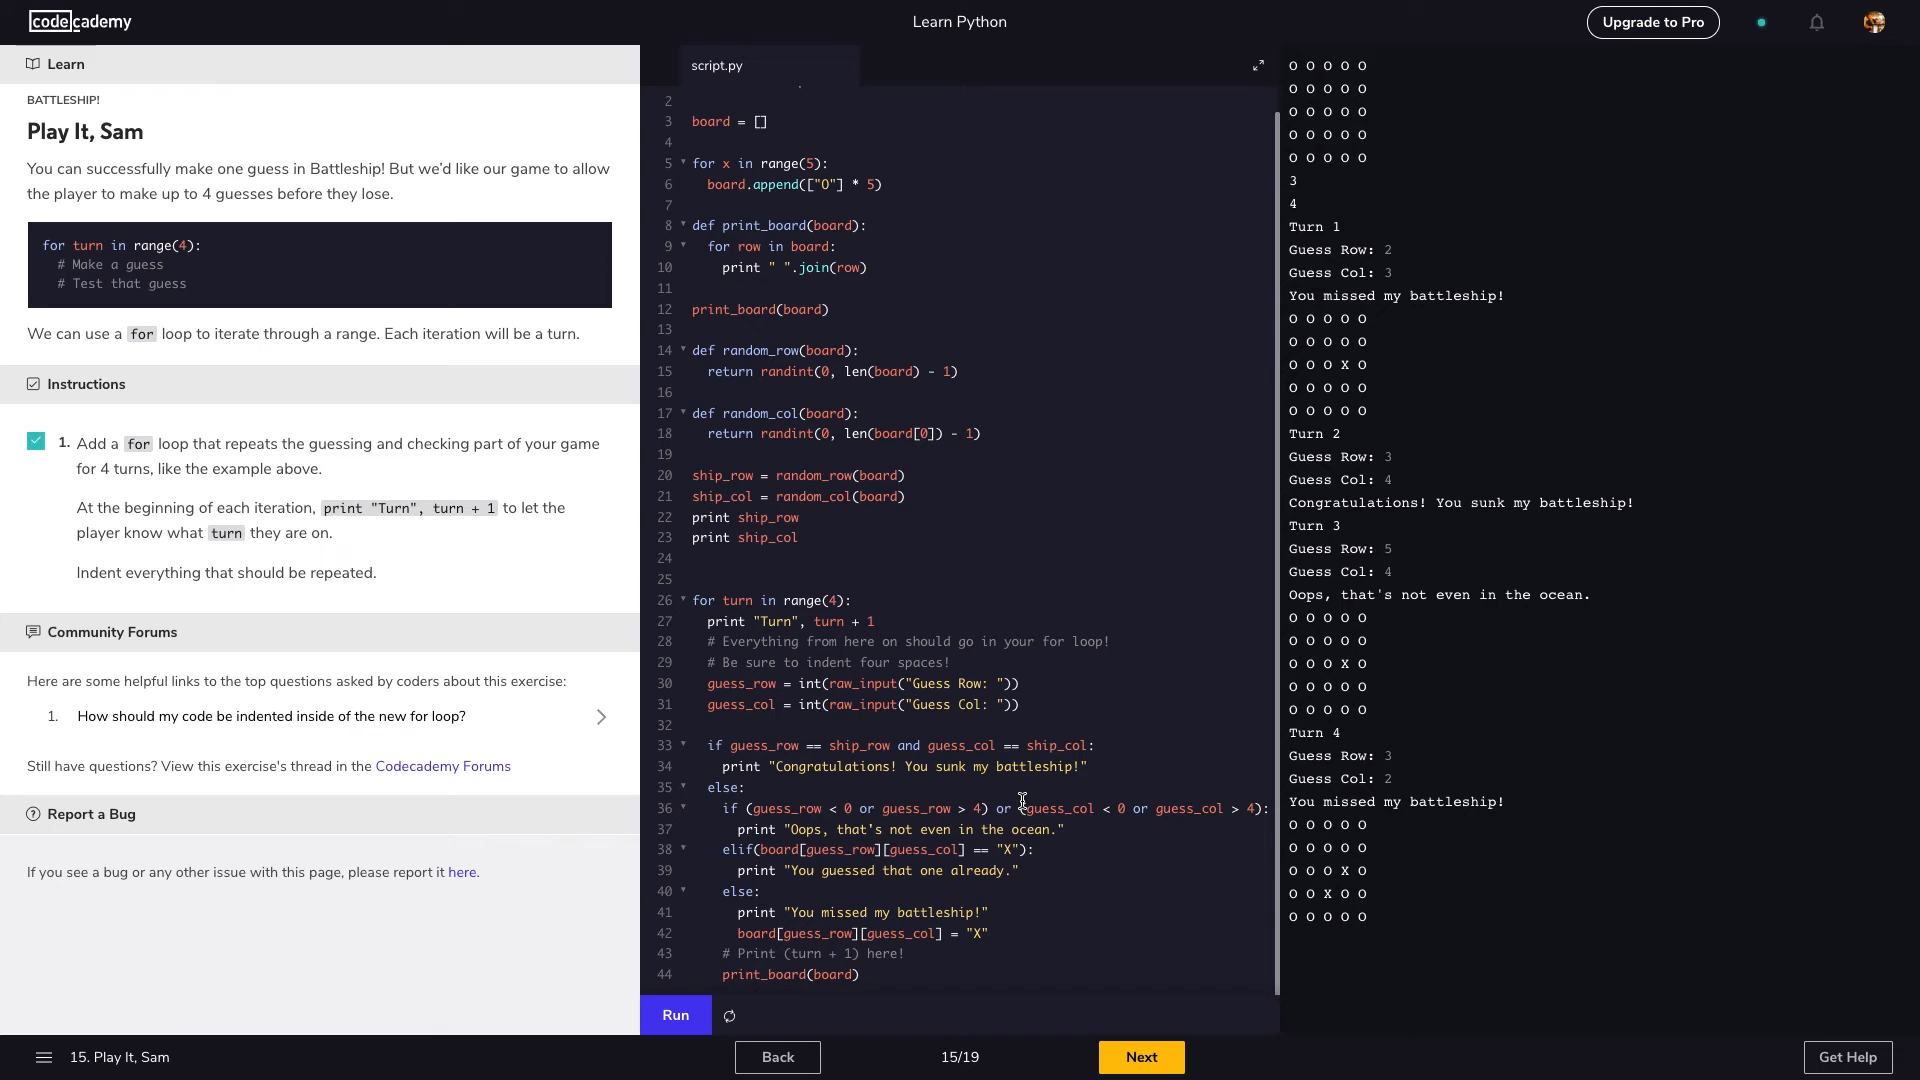 codecademy
Learn Python
Upgrade to Pro
Learn
BATTLESHIP!
Play It, Sam
You can successfully make one guess in Battleship! But we'd like our game to allow
the player to make up to 4 guesses before they lose.
for turn in range(4):
# Make a guess
# Test that guess
We can use a for loop to iterate through a range. Each iteration will be a turn.
Instructions
1. Add a for loop that repeats the guessing and checking part of your game
for 4 turns, like the example above.
At the beginning of each iteration, print "Turn", turn + 1 to let the
player know what turn they are on.
Indent everything that should be repeated.
Community Forums
Here are some helpful links to the top questions asked by coders about this exercise:
1. How should my code be indented inside of the new for loop?
Still have questions? View this exercise's thread in the Codecademy Forums
Report a Bug
If you see a bug or any other issue with this page, please report it here.
script.py
2
3 board = []
4
5 for x in range(5):
6 board.append(["O"] * 5)
7
8 def print_board(board):
9 for row in board:
10 print " ".join(row)
11
12 print_board(board)
13
14 def random_row(board):
15 return randint(0, len(board) - 1)
16
17 def random_col(board):
18 return randint(0, len(board[0]) - 1)
19
20 ship_row = random_row(board)
21 ship_col = random_col(board)
22 print ship_row
23 print ship_col
24
25
26 for turn in range(4):
27 print "Turn", turn + 1
28 # Everything from here on should go in your for loop!
29 # Be sure to indent four spaces!
30 guess_row = int(raw_input("Guess Row: "))
31 guess_col = int(raw_input("Guess Col: "))
32
33 if guess_row == ship_row and guess_col == ship_col:
34 print "Congratulations! You sunk my battleship!"
35 else:
36 if (guess_row < 0 or guess_row > 4) or (guess_col < 0 or guess_col > 4):
37 print "Oops, that's not even in the ocean."
38 elif(board[guess_row][guess_col] == "X"):
39 print "You guessed that one already."
40 else:
41 print "You missed my battleship!"
42 board[guess_row][guess_col] = "X"
43 # Print (turn + 1) here!
44 print_board(board)
Run
O O O O O
O O O O O
O O O O O
O O O O O
O O O O O
3
4
Turn 1
Guess Row: 2
Guess Col: 3
You missed my battleship!
O O O O O
O O O O O
O O O X O
O O O O O
O O O O O
Turn 2
Guess Row: 3
Guess Col: 4
Congratulations! You sunk my battleship!
Turn 3
Guess Row: 5
Guess Col: 4
Oops, that's not even in the ocean.
O O O O O
O O O O O
O O O X O
O O O O O
O O O O O
Turn 4
Guess Row: 3
Guess Col: 2
You missed my battleship!
O O O O O
O O O O O
O O O X O
O O X O O
O O O O O
15. Play It, Sam
Back
15/19
Next
Get Help